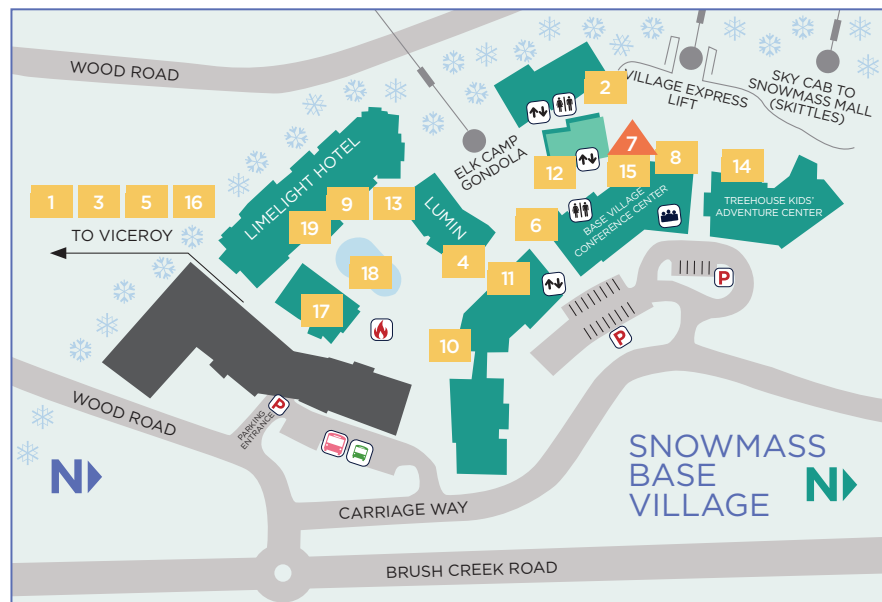 WOOD ROAD
2
VILLAGE EXPRESS
LIFT
SKY CAB TO
SNOWMASS MALL
(SKITTLES)
ELK CAMP
GONDOLA
7
12
15
8
14
TREEHOUSE KIDS'
ADVENTURE CENTER
LIMELIGHT HOTEL
1
3
5
16
9
13
LUMIN
19
6
BASE VILLAGE
CONFERENCE CENTER
TO VICEROY
18
4
11
P
17
10
P
WOOD ROAD
P
PARKING
ENTRANCE
SNOWMASS
BASE
VILLAGE
N
N
CARRIAGE WAY
BRUSH CREEK ROAD